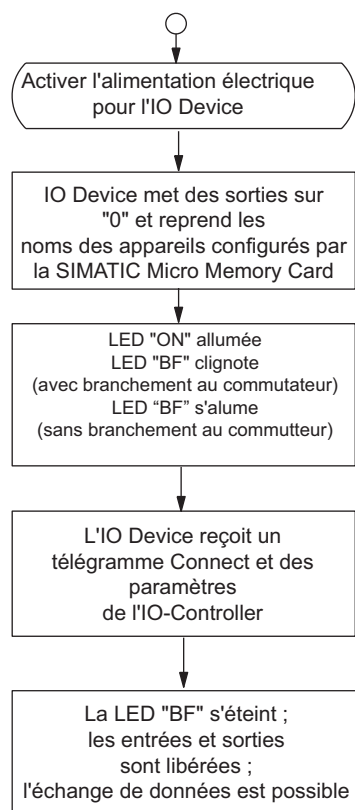 Activer l'alimentation électrique
pour l'IO Device
IO Device met des sorties sur
"0" et reprend les
noms des appareils configurés par
la SIMATIC Micro Memory Card
LED "ON" allumée
LED "BF" clignote
(avec branchement au commutateur)
LED “BF” s'alume
(sans branchement au commutteur)
L'IO Device reçoit un
télégramme Connect et des
paramètres
de l'IO-Controller
La LED "BF" s'éteint ;
les entrées et sorties
sont libérées ;
l'échange de données est possible